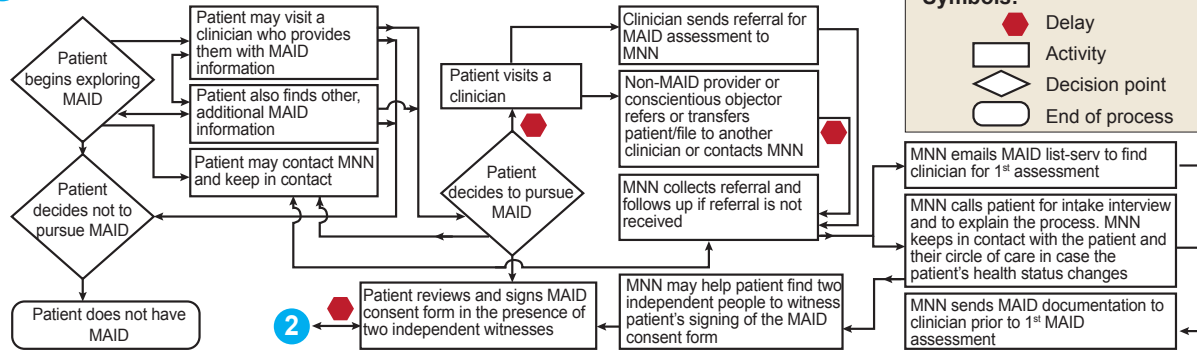 Patient
begins exploring
MAID
Patient may visit a
clinician who provides
them with MAID
information
Patient also finds other,
additional MAID
information
Patient may contact MNN
and keep in contact
Patient
decides not to
pursue MAID
Patient does not have
MAID
Patient visits a
clinician
Patient
decides to pursue
MAID
Clinician sends referral for
MAID assessment to
MNN
Non-MAID provider or
conscientious objector
refers or transfers
patient/file to another
clinician or contacts MNN
MNN collects referral and
follows up if referral is not
received
Symbols:
Delay
Activity
Decision point
End of process
MNN emails MAID list-serv to find
clinician for 1st assessment
MNN calls patient for intake interview
and to explain the process. MNN
keeps in contact with the patient and
their circle of care in case the
patient's health status changes
MNN sends MAID documentation to
clinician prior to 1st MAID
assessment
MNN may help patient find two
independent people to witness
patient's signing of the MAID
consent form
Patient reviews and signs MAID
consent form in the presence of
two independent witnesses
2